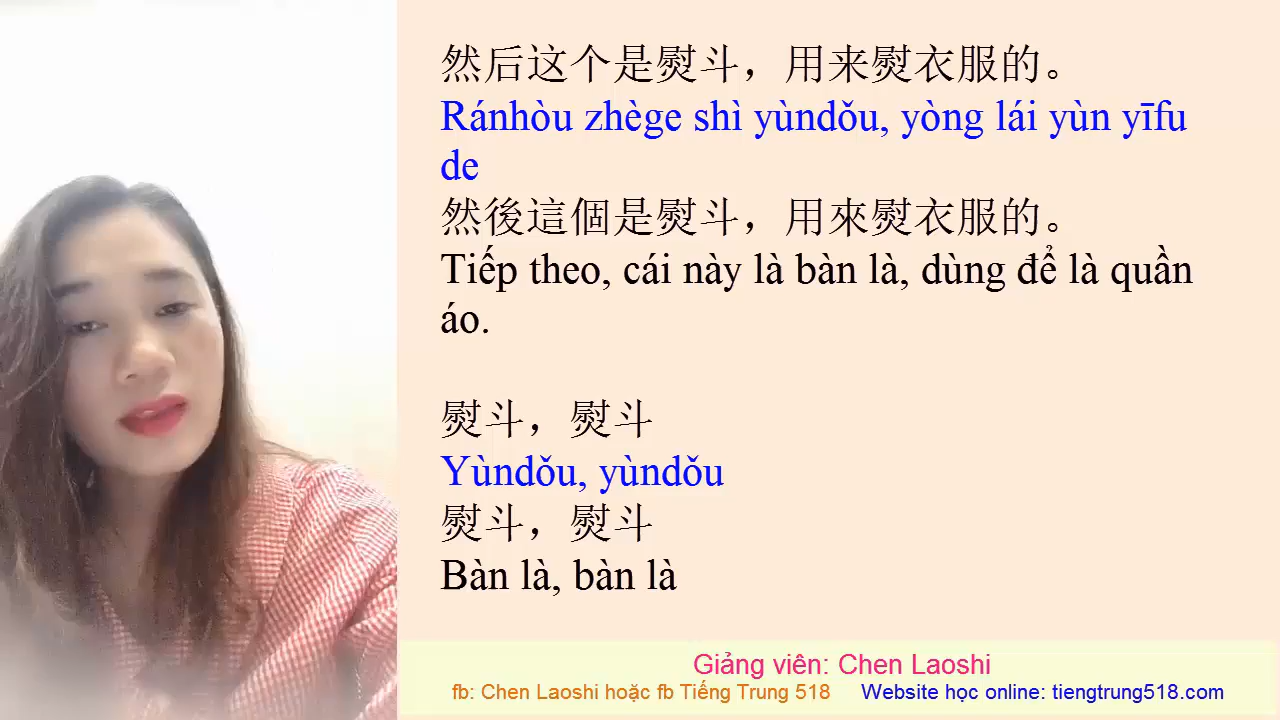 然后这个是熨斗，用来熨衣服的。
Ránhòu zhège shì yùndǒu, yòng lái yùn yīfu
de
然後這個是熨斗，用來熨衣服的。
Tiếp theo, cái này là bàn là, dùng để là quần
áo.
熨斗，熨斗
Yùndǒu, yùndǒu
熨斗，熨斗
Bàn là, bàn là
Giảng viên: Chen Laoshi
fb: Chen Laoshi hoặc fb Tiếng Trung 518 Website học online: tiengtrung518.com